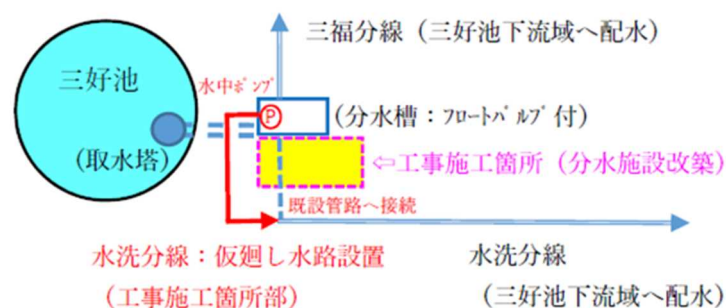 三福分線（三好池下流域へ配水）
三好池
水中ﾎﾟﾝﾌﾟ
P
（分水槽：ﾌﾛｰﾄﾊﾞﾙﾌﾞ付）
（取水塔）
⇦工事施工箇所（分水施設改築）
既設管路へ接続
水洗分線：仮廻し水路設置
（工事施工箇所部）
水洗分線
（三好池下流域へ配水）